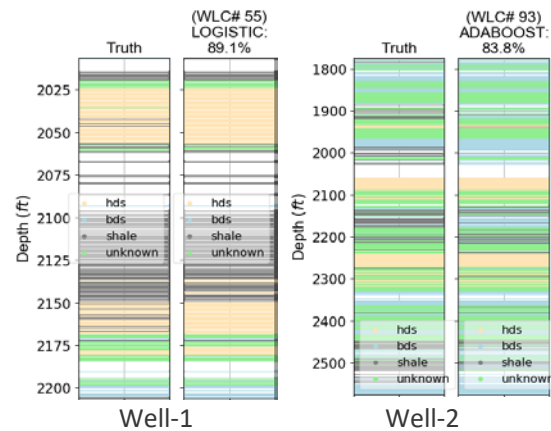 (WLC# 55)
LOGISTIC:
89.1%
Truth
2025
2050
2075
2100
2125
2150
2175
2200
Depth (ft)
hds
bds
shale
unknown
hds
bds
shale
unknown
Well-1
(WLC# 93)
ADABOOST:
83.8%
Truth
1800
1900
2000
2100
2200
2300
2400
2500
Depth (ft)
hds
bds
shale
unknown
hds
bds
shale
unknown
Well-2